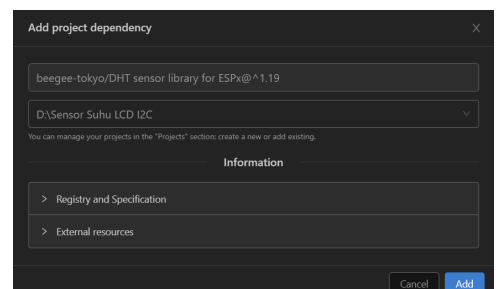 Add project dependency
beegee-tokyo/DHT sensor library for ESPx@^1.19
D:\Sensor Suhu LCD I2C
You can manage your projects in the "Projects" section: create a new or add existing.
Information
Registry and Specification
External resources
Cancel Add